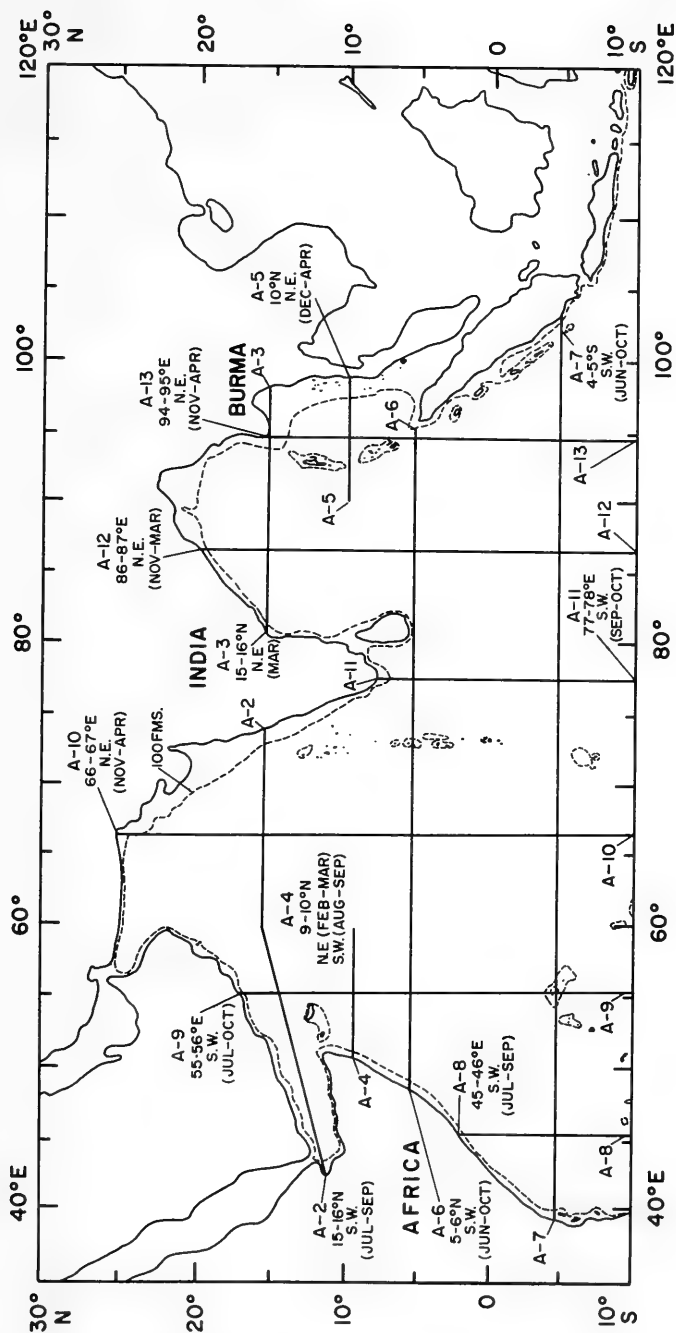 120°E
30°
N
20°
10°
0
10°
S
120°E
100°
80°
60°
40°E
A-5
10°N
N.E.
(DEC-APR)
A-13
94-95°E
N.E.
(NOV-APR)
BURMA
A-3
A-6
A-7
4-5°S
S.W.
(JUN-OCT)
100°
A-12
86-87°E
N.E.
(NOV-MAR)
A-5
A-13
A-12
INDIA
A-3
15-16°N
N.E.
(MAR)
A-11
A-11
77-78°E
S.W.
(SEP-OCT)
80°
A-10
66-67°E
N.E.
(NOV-APR)
100FMS.
A-2
A-10
A-4
9-10°N
N.E (FEB-MAR)
S.W.(AUG-SEP)
60°
A-9
55-56°E
S.W.
(JUL-OCT)
A-9
A-4
A-8
45-46°E
S.W.
(JUL-SEP)
A-8
A-2
15-16°N
S.W.
(JUL-SEP)
AFRICA
A-6
5-6°N
S.W.
(JUN-OCT)
A-7
40°E
30°
N
20°
10°
0
10°
S